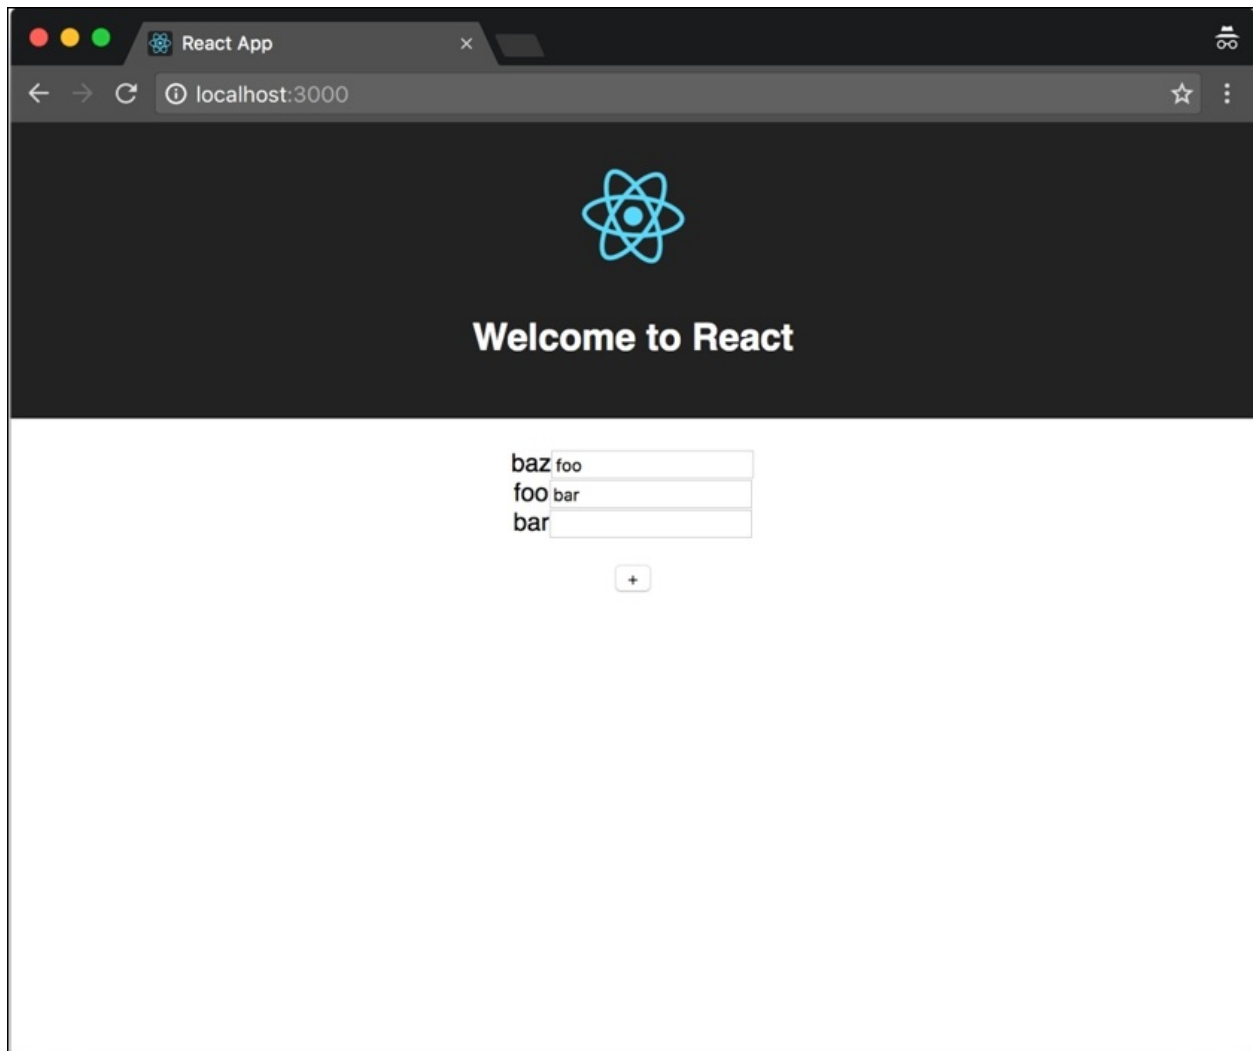 React App
localhost:3000
Welcome to React
baz foo
foo bar
bar
+